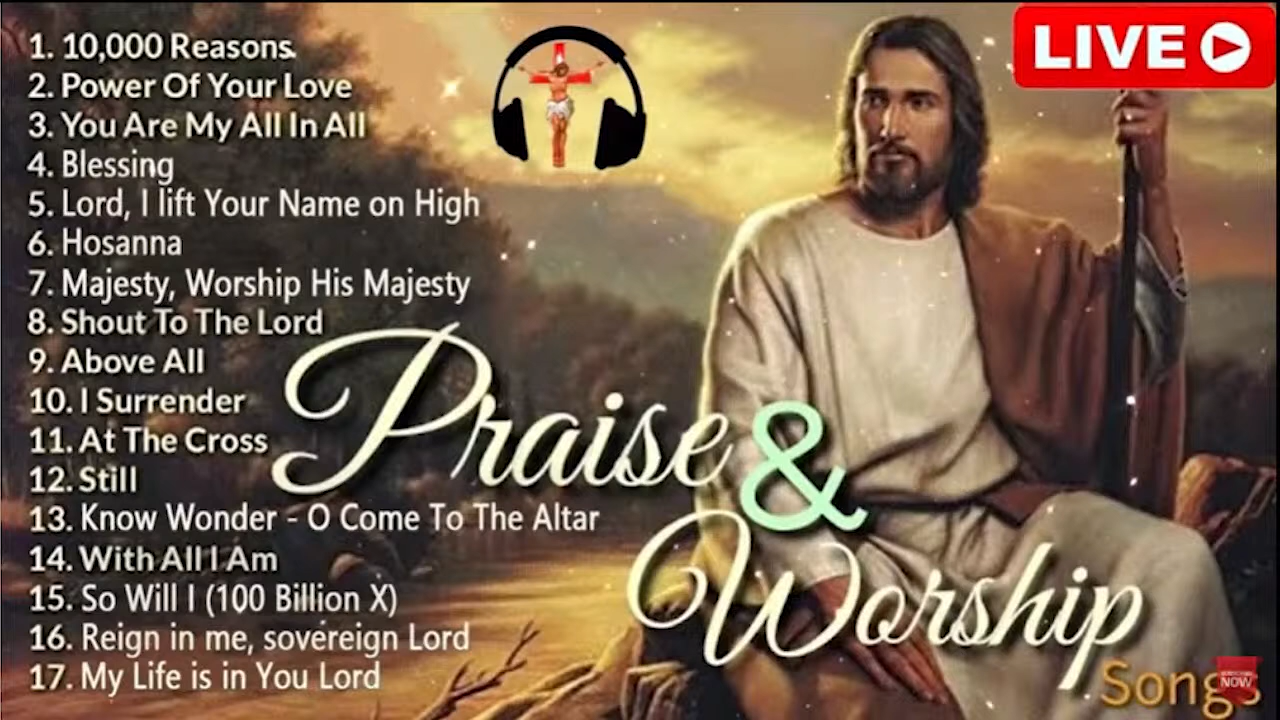 1. 10,000 Reasons
2. Power Of Your Love
3. You Are My All In All
4. Blessing
5. Lord, I lift Your Name on High
6. Hosanna
7. Majesty, Worship His Majesty
8. Shout To The Lord
9. Above All
10. I Surrender
11. At The Cross
12. Still
13. Know Wonder - O Come To The Altar
14. With All I Am
15. So Will I (100 Billion X)
16. Reign in me, sovereign Lord
17. My Life is in You Lord
LIVE
Praise
&
Worship
Songs
NOW